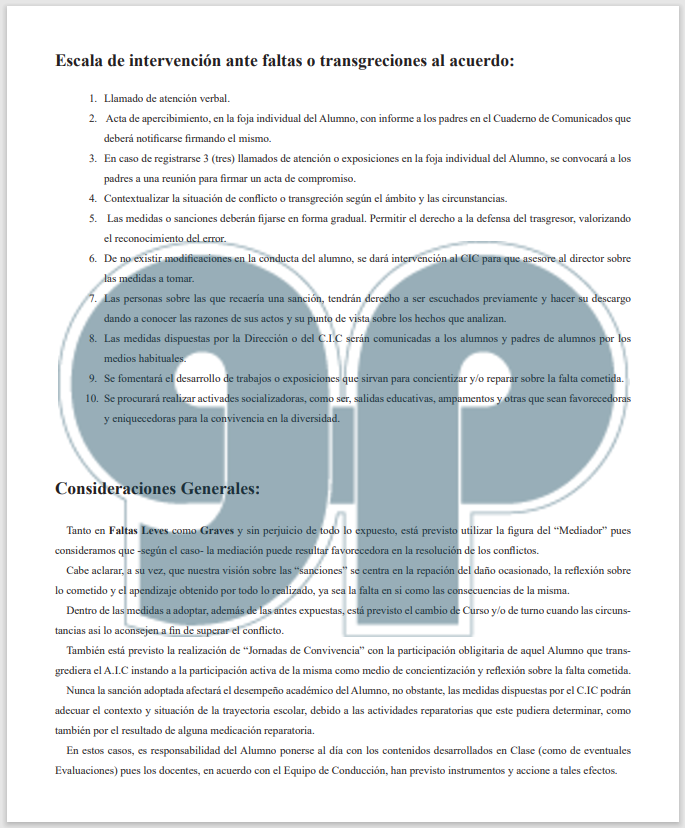 Escala de intervención ante faltas o transgreciones al acuerdo:
1. Llamado de atención verbal.
2. Acta de apercibimiento, en la foja individual del Alumno, con informe a los padres en el Cuaderno de Comunicados que
deberá notificarse firmando el mismo.
3. En caso de registrarse 3 (tres) llamados de atención o exposiciones en la foja individual del Alumno, se convocará a los
padres a una reunión para firmar un acta de compromiso.
4. Contextualizar la situación de conflicto o transgreción según el ámbito y las circunstancias.
5. Las medidas o sanciones deberán fijarse en forma gradual. Permitir el derecho a la defensa del trasgresor, valorizando
el reconocimiento del error.
6. De no existir modificaciones en la conducta del alumno, se dará intervención al CIC para que asesore al director sobre
las medidas a tomar.
7. Las personas sobre las que recaería una sanción, tendrán derecho a ser escuchados previamente y hacer su descargo
dando a conocer las razones de sus actos y su punto de vista sobre los hechos que analizan.
8. Las medidas dispuestas por la Dirección o del C.I.C serán comunicadas a los alumnos y padres de alumnos por los
medios habituales.
9. Se fomentará el desarrollo de trabajos o exposiciones que sirvan para concientizar y/o reparar sobre la falta cometida.
10. Se procurará realizar activades socializadoras, como ser, salidas educativas, ampamentos y otras que sean favorecedoras
y eniquecedoras para la convivencia en la diversidad.
Consideraciones Generales:
Tanto en Faltas Leves como Graves y sin perjuicio de todo lo expuesto, está previsto utilizar la figura del “Mediador” pues
consideramos que -según el caso- la mediación puede resultar favorecedora en la resolución de los conflictos.
Cabe aclarar, a su vez, que nuestra visión sobre las “sanciones” se centra en la repación del daño ocasionado, la reflexión sobre
lo cometido y el apendizaje obtenido por todo lo realizado, ya sea la falta en si como las consecuencias de la misma.
Dentro de las medidas a adoptar, además de las antes expuestas, está previsto el cambio de Curso y/o de turno cuando las circuns-
tancias asi lo aconsejen a fin de superar el conflicto.
También está previsto la realización de “Jornadas de Convivencia” con la participación obligitaria de aquel Alumno que trans-
grediera el A.I.C instando a la participación activa de la misma como medio de concientización y reflexión sobre la falta cometida.
Nunca la sanción adoptada afectará el desempeño académico del Alumno, no obstante, las medidas dispuestas por el C.IC podrán
adecuar el contexto y situación de la trayectoria escolar, debido a las actividades reparatorias que este pudiera determinar, como
también por el resultado de alguna medicación reparatoria.
En estos casos, es responsabilidad del Alumno ponerse al día con los contenidos desarrollados en Clase (como de eventuales
Evaluaciones) pues los docentes, en acuerdo con el Equipo de Conducción, han previsto instrumentos y accione a tales efectos.